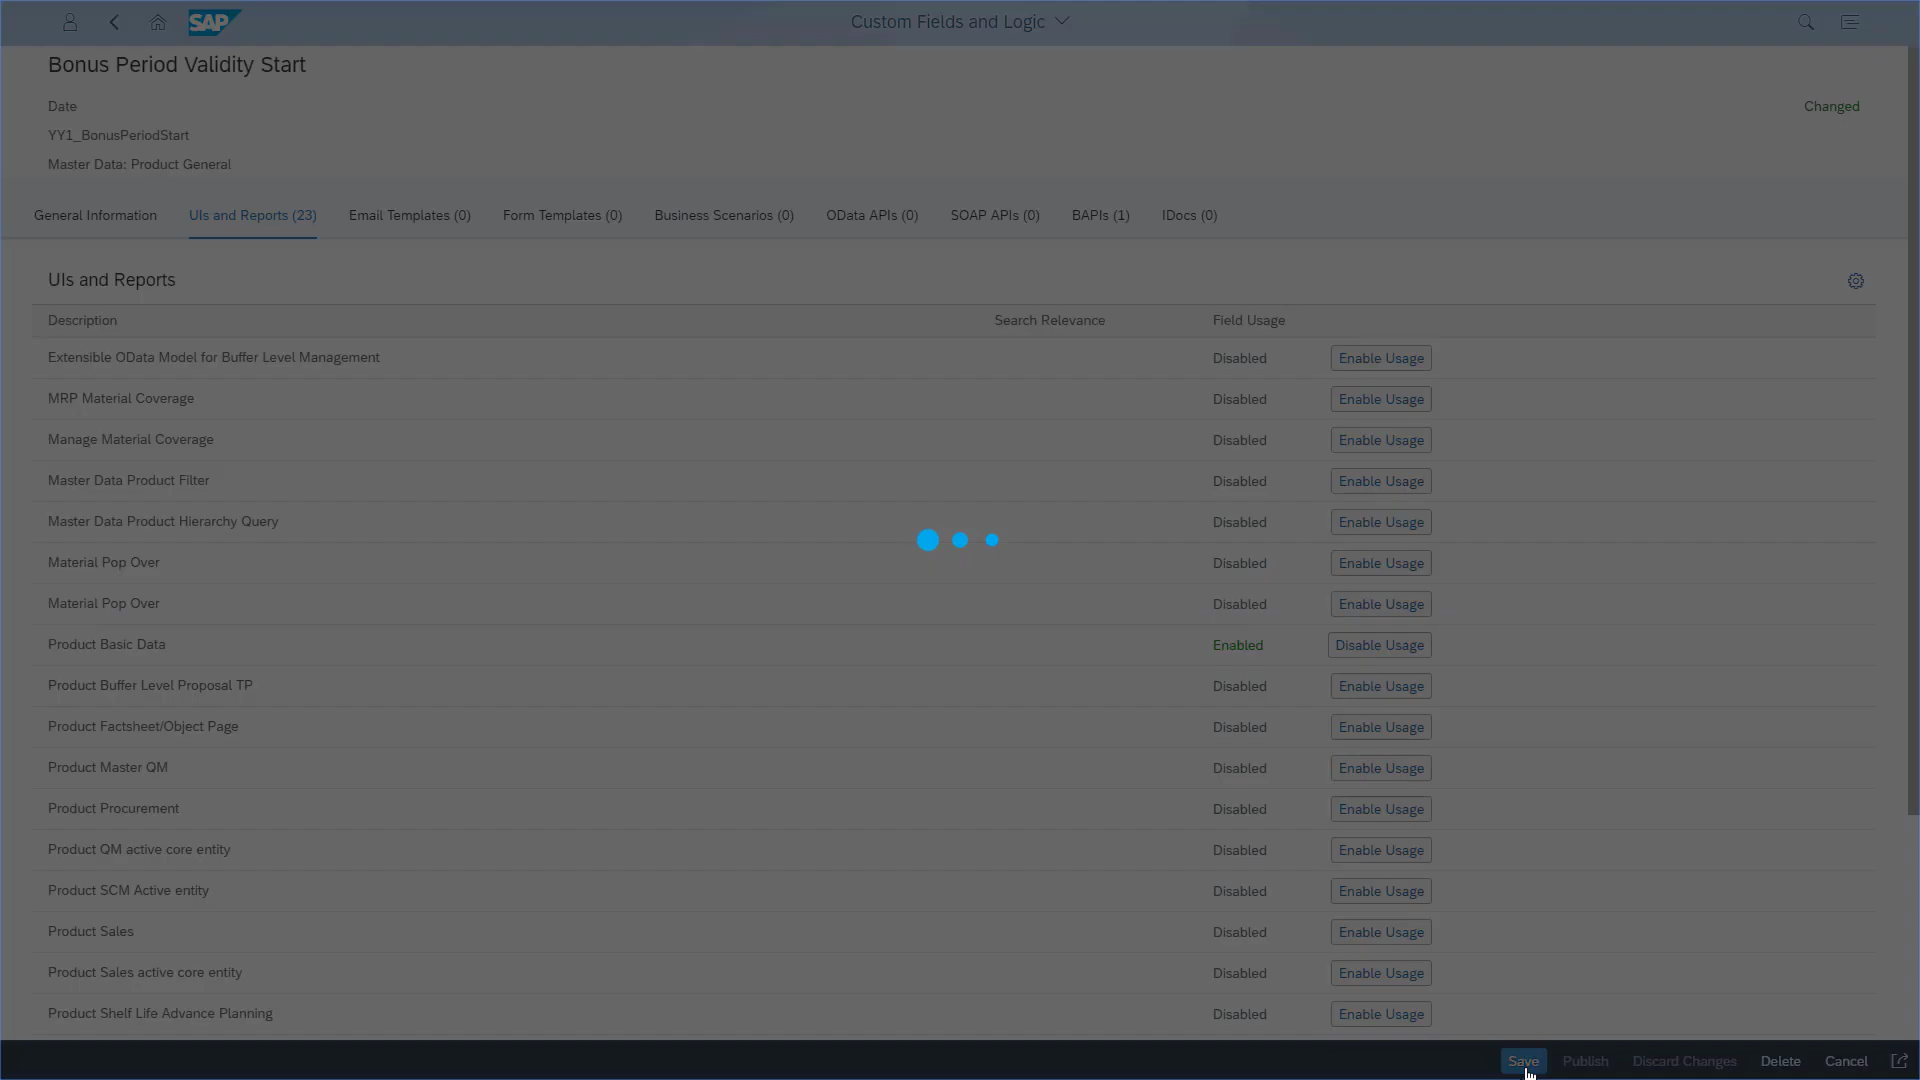 SAP
Custom Fields and Logic
Bonus Period Validity Start
Date
Changed
YY1_BonusPeriodStart
Master Data: Product General
General Information UIs and Reports (23) Email Templates (0) Form Templates (0) Business Scenarios (0) OData APIs (0) SOAP APIs (0) BAPIs (1) IDocs (0)
UIs and Reports
Description Search Relevance Field Usage
Extensible OData Model for Buffer Level Management Disabled Enable Usage
MRP Material Coverage Disabled Enable Usage
Manage Material Coverage Disabled Enable Usage
Master Data Product Filter Disabled Enable Usage
Master Data Product Hierarchy Query Disabled Enable Usage
Material Pop Over Disabled Enable Usage
Material Pop Over Disabled Enable Usage
Product Basic Data Enabled Disable Usage
Product Buffer Level Proposal TP Disabled Enable Usage
Product Factsheet/Object Page Disabled Enable Usage
Product Master QM Disabled Enable Usage
Product Procurement Disabled Enable Usage
Product QM active core entity Disabled Enable Usage
Product SCM Active entity Disabled Enable Usage
Product Sales Disabled Enable Usage
Product Sales active core entity Disabled Enable Usage
Product Shelf Life Advance Planning Disabled Enable Usage
Save Publish Discard Changes Delete Cancel